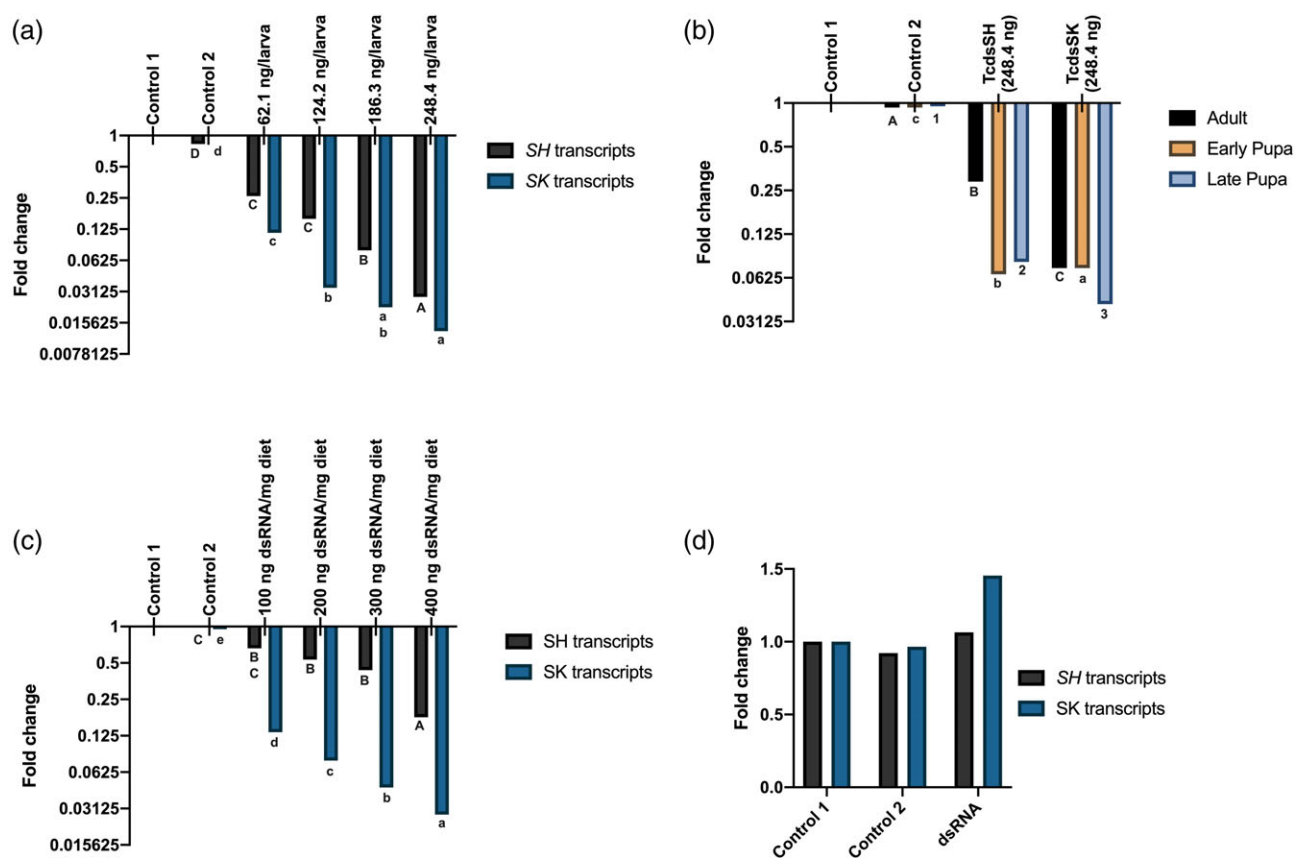 (a)
Control 1
Control 2
62.1 ng/larva
124.2 ng/larva
186.3 ng/larva
248.4 ng/larva
1
0.5
0.25
0.125
0.0625
0.03125
0.015625
0.0078125
Fold change
D
d
C
c
C
b
B
a
b
A
a
SH transcripts
SK transcripts
(b)
Control 1
Control 2
TcdsSH
(248.4 ng)
TcdsSK
(248.4 ng)
1
0.5
0.25
0.125
0.0625
0.03125
Fold change
A
c
1
B
b
2
C
a
3
Adult
Early Pupa
Late Pupa
(c)
Control 1
Control 2
100 ng dsRNA/mg diet
200 ng dsRNA/mg diet
300 ng dsRNA/mg diet
400 ng dsRNA/mg diet
1
0.5
0.25
0.125
0.0625
0.03125
0.015625
Fold change
C
e
B
C
d
B
c
B
b
A
a
SH transcripts
SK transcripts
(d)
1.5
1.0
0.5
0.0
Fold change
Control 1
Control 2
dsRNA
SH transcripts
SK transcripts